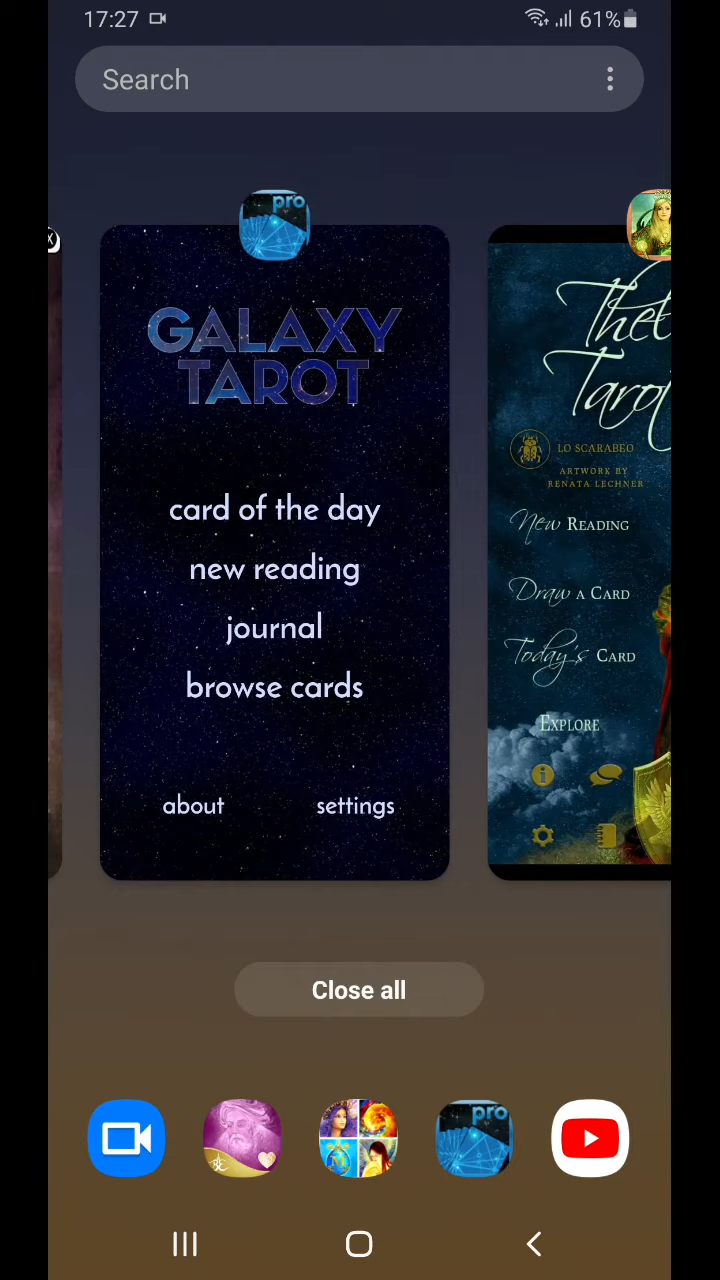 17:27
61%
Search
pro
GALAXY
TAROT
card of the day
new reading
journal
browse cards
about
settings
LO SCARABEO
ARTWORK BY
RENATA LECHNER
New READING
Draw A CARD
Today's CARD
EXPLORE
Close all
pro